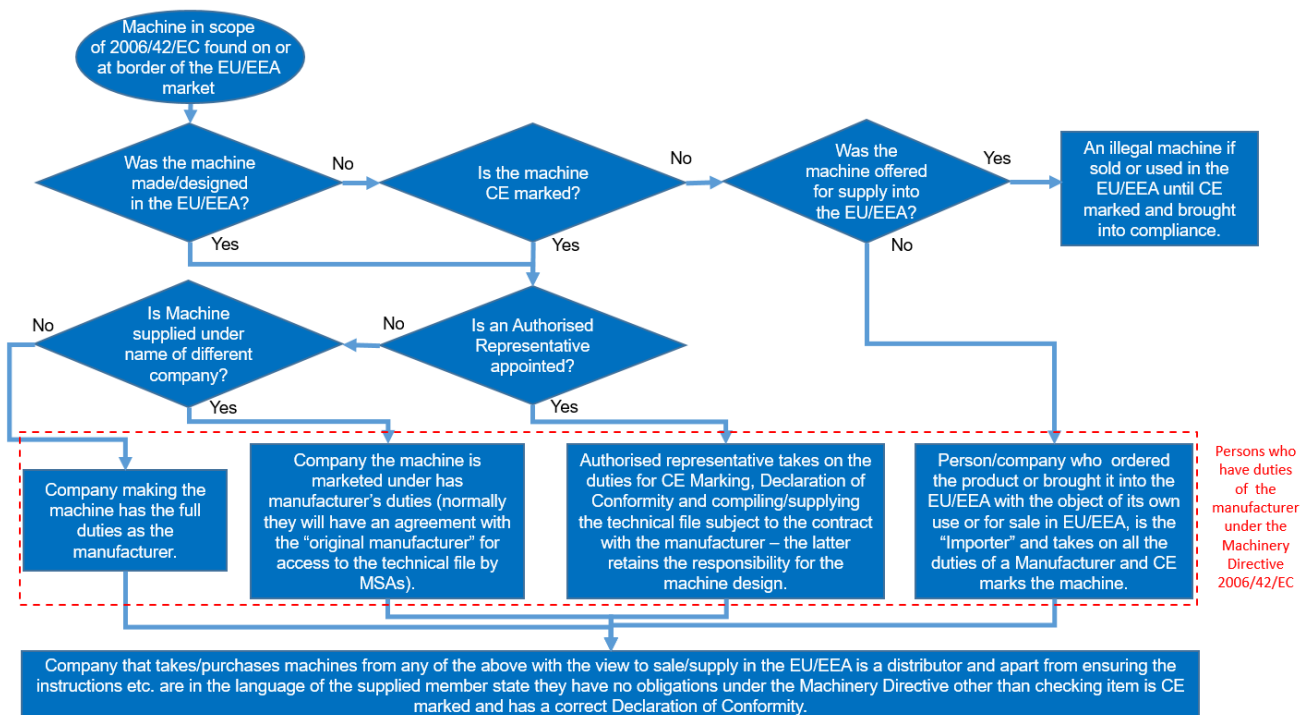 Machine in scope
of 2006/42/EC found on or
at border of the EU/EEA
market
Was the machine
made/designed
in the EU/EEA?
No
Yes
Is the machine
CE marked?
No
Yes
Was the
machine offered
for supply into
the EU/EEA?
Yes
No
An illegal machine if
sold or used in the
EU/EEA until CE
marked and brought
into compliance.
No
Is Machine
supplied under
name of different
company?
Yes
No
Is an Authorised
Representative
appointed?
Yes
Company making the
machine has the full
duties as the
manufacturer.
Company the machine is
marketed under has
manufacturer's duties (normally
they will have an agreement with
the “original manufacturer” for
access to the technical file by
MSAs).
Authorised representative takes on the
duties for CE Marking, Declaration of
Conformity and compiling/supplying
the technical file subject to the contract
with the manufacturer – the latter
retains the responsibility for the
machine design.
Person/company who ordered
the product or brought it into the
EU/EEA with the object of its own
use or for sale in EU/EEA, is the
“Importer” and takes on all the
duties of a Manufacturer and CE
marks the machine.
Persons who
have duties
of the
manufacturer
under the
Machinery
Directive
2006/42/EC
Company that takes/purchases machines from any of the above with the view to sale/supply in the EU/EEA is a distributor and apart from ensuring the
instructions etc. are in the language of the supplied member state they have no obligations under the Machinery Directive other than checking item is CE
marked and has a correct Declaration of Conformity.